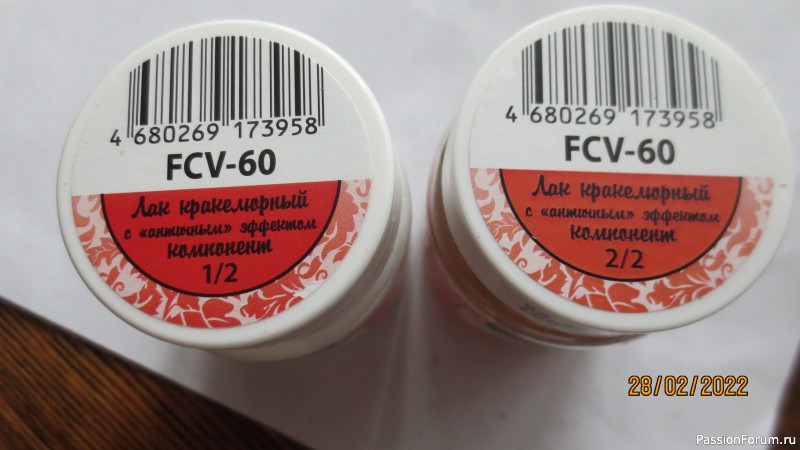 4 680269 173958
FCV-60
Лак кракелюрный
с «античным» эффектом
компонент
1/2
4 680269 173958
FCV-60
Лак кракелюрный
с «античным» эффектом
компонент
2/2
28/02/2022
PassionForum.ru